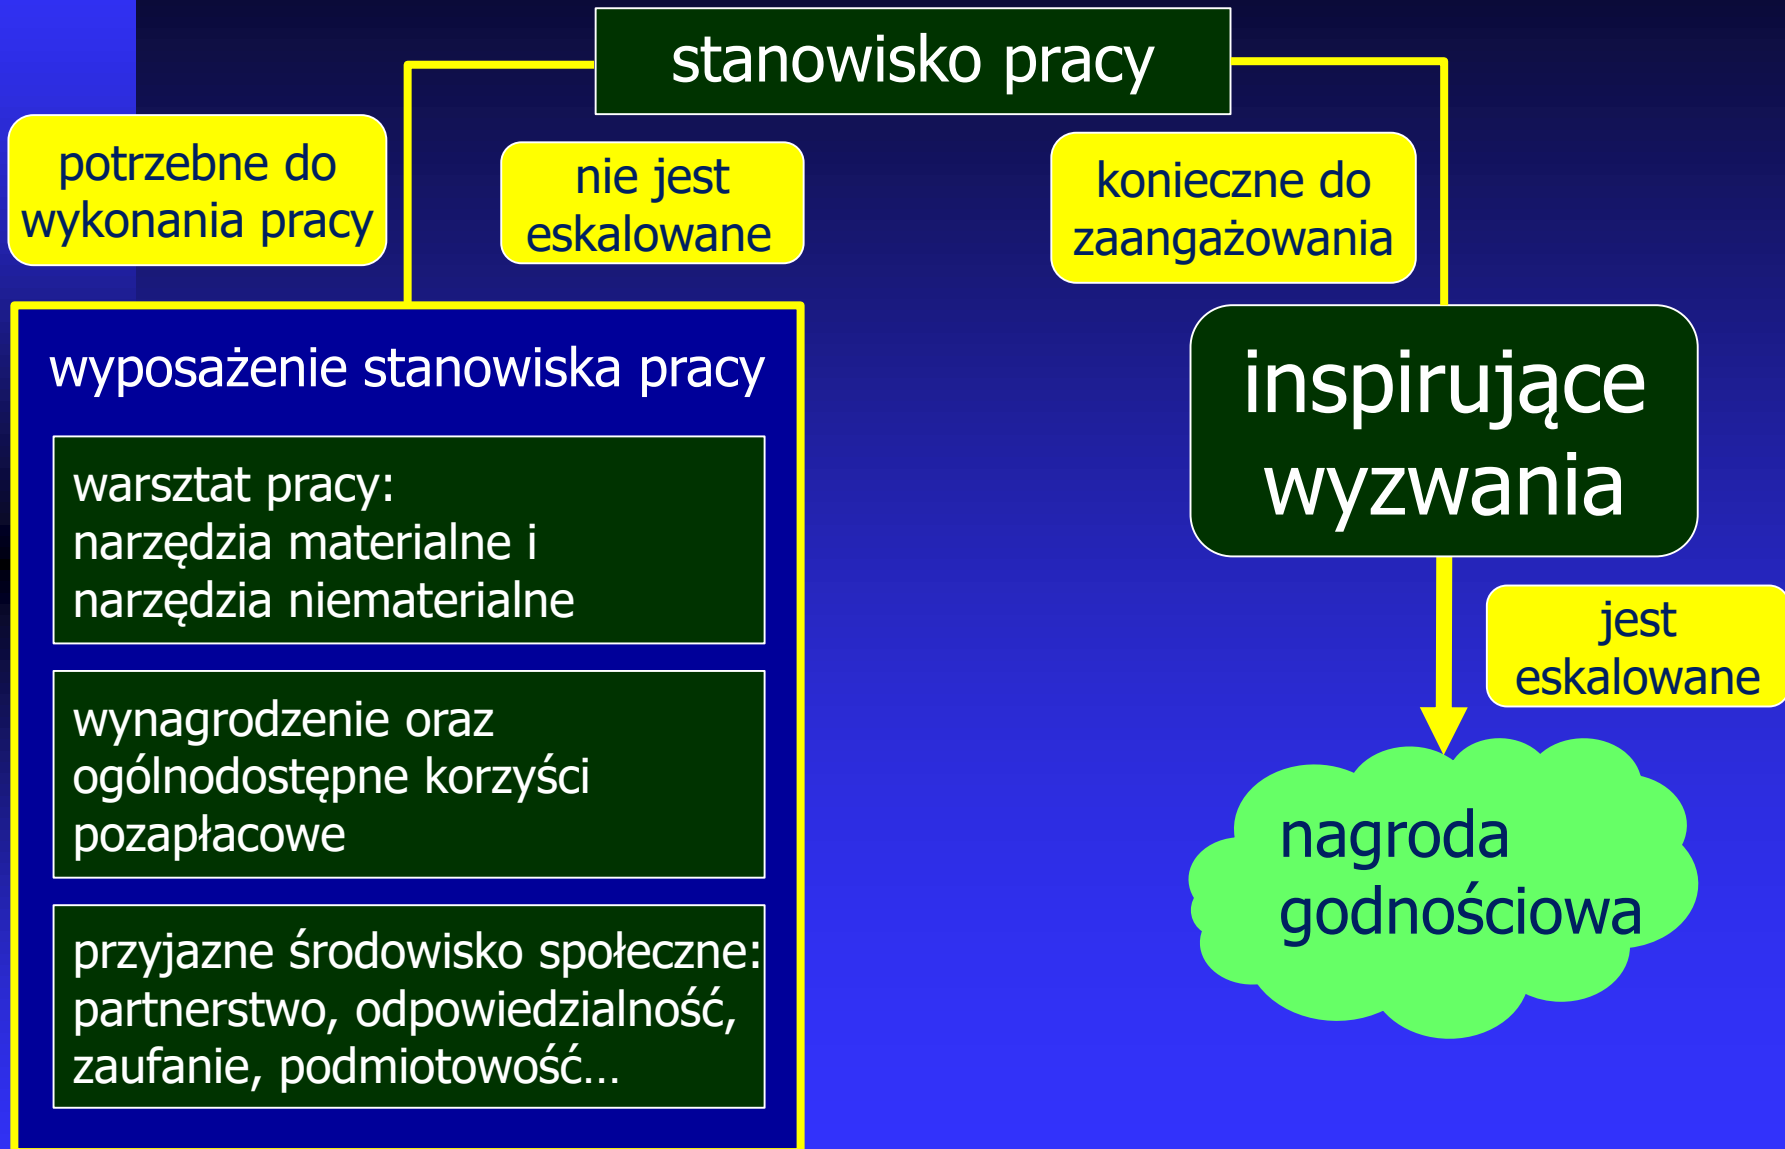 stanowisko pracy
potrzebne do
wykonania pracy
nie jest
eskalowane
konieczne do
zaangażowania
wyposażenie stanowiska pracy
warsztat pracy:
narzędzia materialne i
narzędzia niematerialne
wynagrodzenie oraz
ogólnodostępne korzyści
pozapłacowe
przyjazne środowisko społeczne:
partnerstwo, odpowiedzialność,
zaufanie, podmiotowość…
inspirujące
wyzwania
jest
eskalowane
nagroda
godnościowa